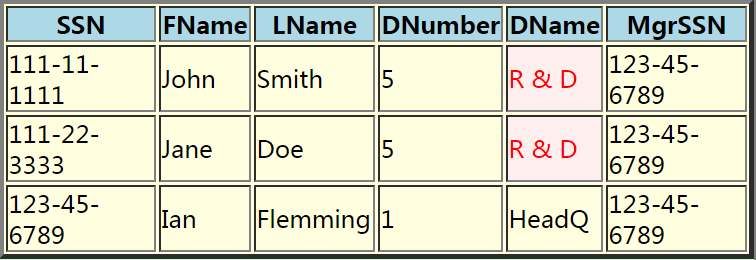 SSN FName LName DNumber DName MgrSSN
111-11-1111 John Smith 5 R & D 123-45-6789
111-22-3333 Jane Doe 5 R & D 123-45-6789
123-45-6789 Ian Flemming 1 HeadQ 123-45-6789